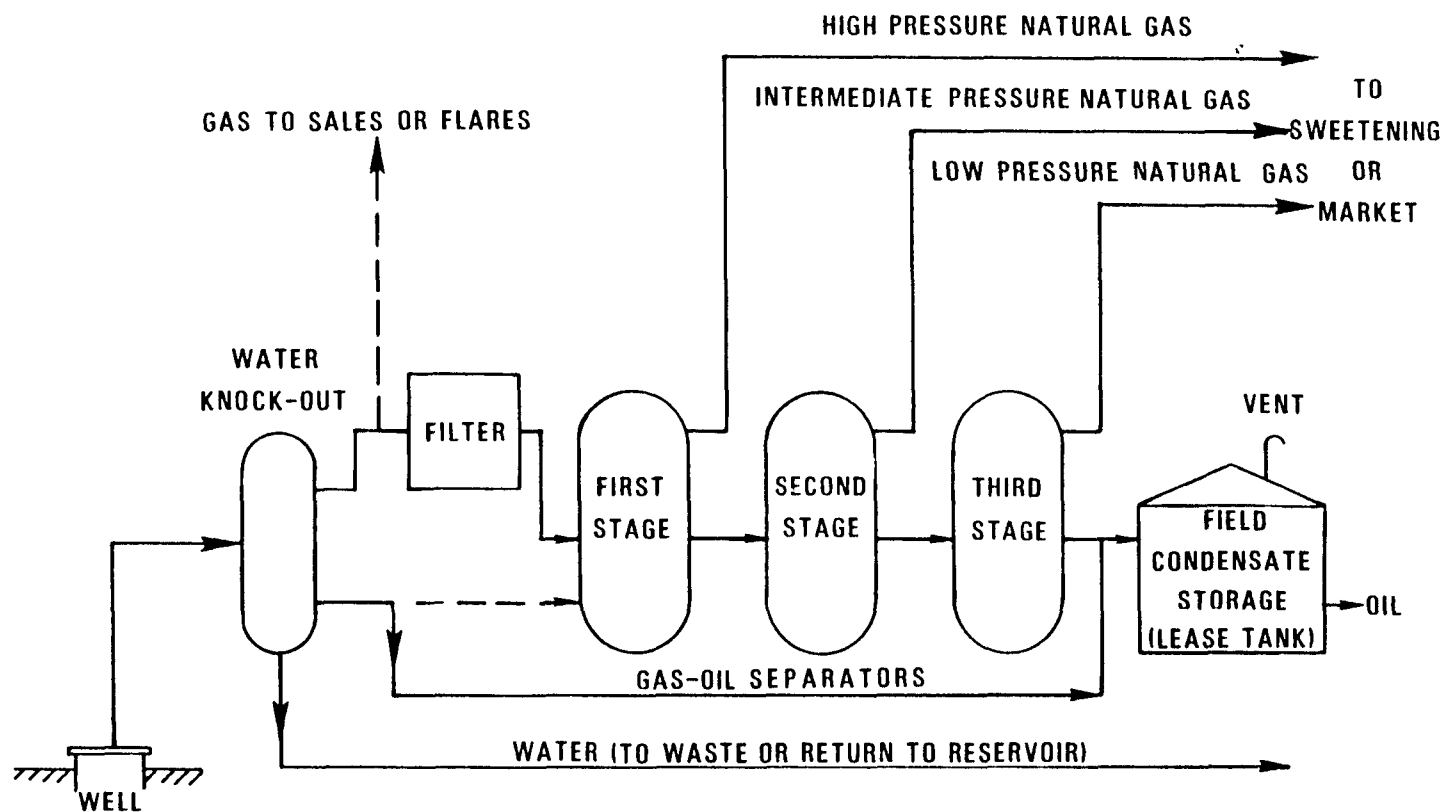 HIGH PRESSURE NATURAL GAS
INTERMEDIATE PRESSURE NATURAL GAS
TO
SWEETENING
OR
MARKET
GAS TO SALES OR FLARES
LOW PRESSURE NATURAL GAS
WATER
KNOCK-OUT
FILTER
FIRST
STAGE
SECOND
STAGE
THIRD
STAGE
VENT
FIELD
CONDENSATE
STORAGE
(LEASE TANK)
OIL
GAS-OIL SEPARATORS
WATER (TO WASTE OR RETURN TO RESERVOIR)
WELL